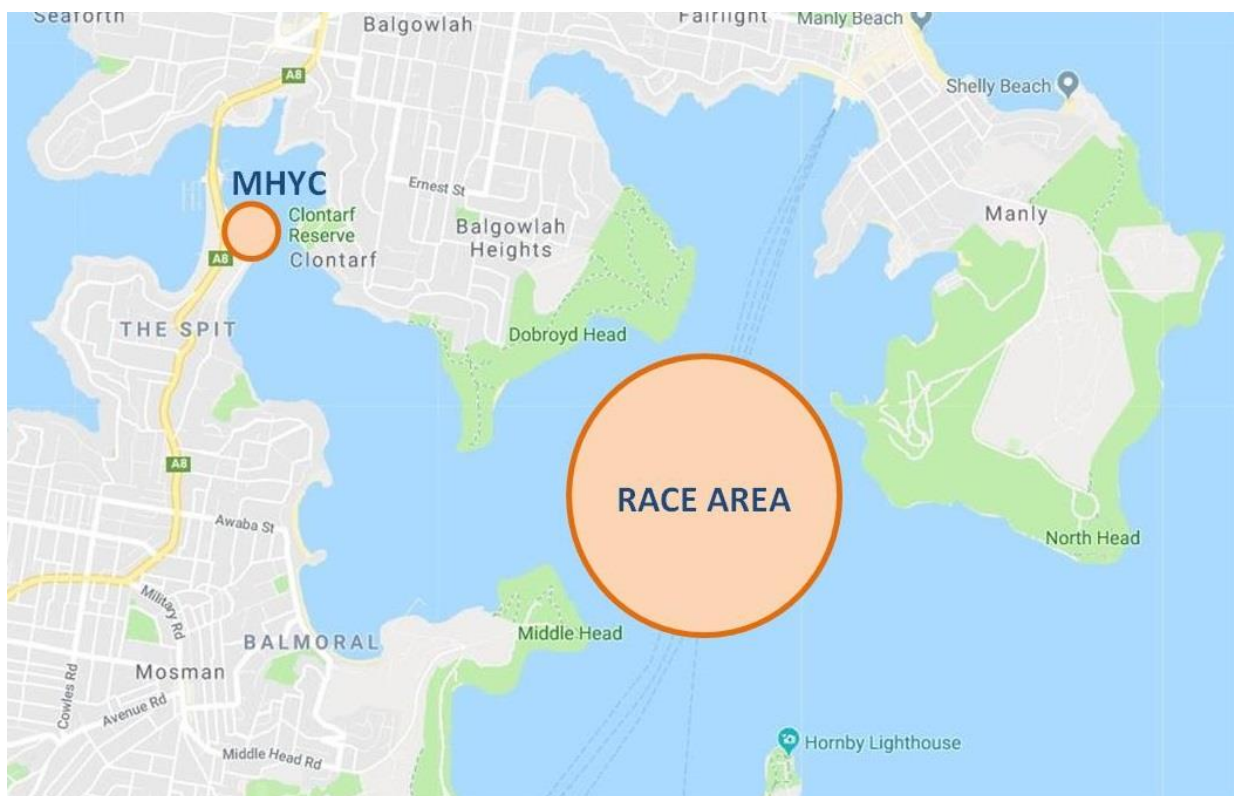 Seaforth
Balgowlah
Fairlight
Manly Beach
A8
Shelly Beach
MHYC
Ernest St
Clontarf
Reserve
Clontarf
A8
Balgowlah
Heights
Manly
THE SPIT
Dobroyd Head
A8
RACE AREA
Awaba St
North Head
Military Rd
Middle Head
BALMORAL
Mosman
Cowles Rd
Avenue Rd
Middle Head Rd
Hornby Lighthouse